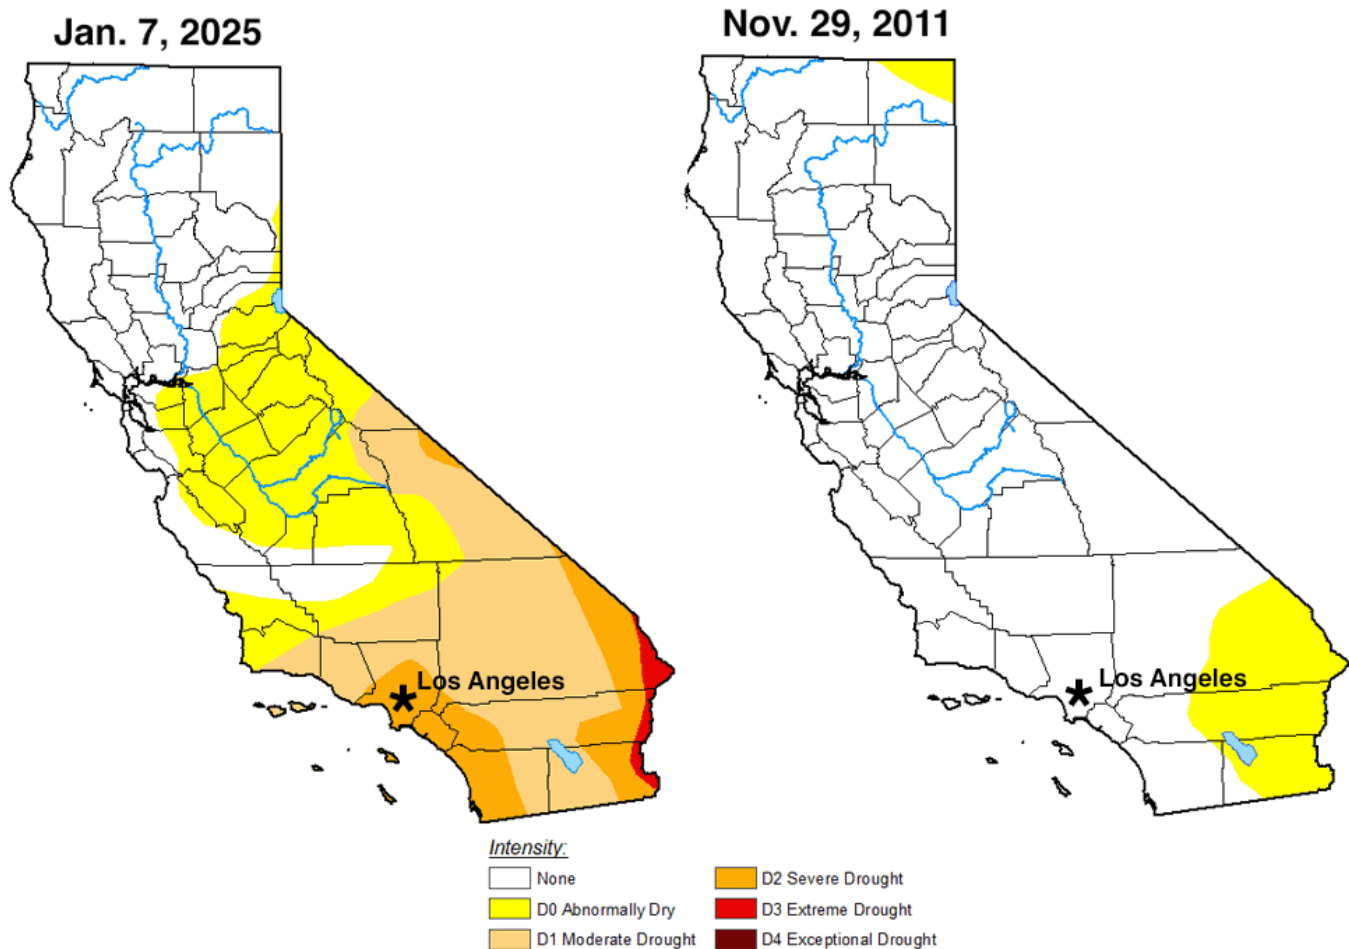 Jan. 7, 2025
Nov. 29, 2011
Los Angeles
Los Angeles
Intensity:
None
D0 Abnormally Dry
D1 Moderate Drought
D2 Severe Drought
D3 Extreme Drought
D4 Exceptional Drought